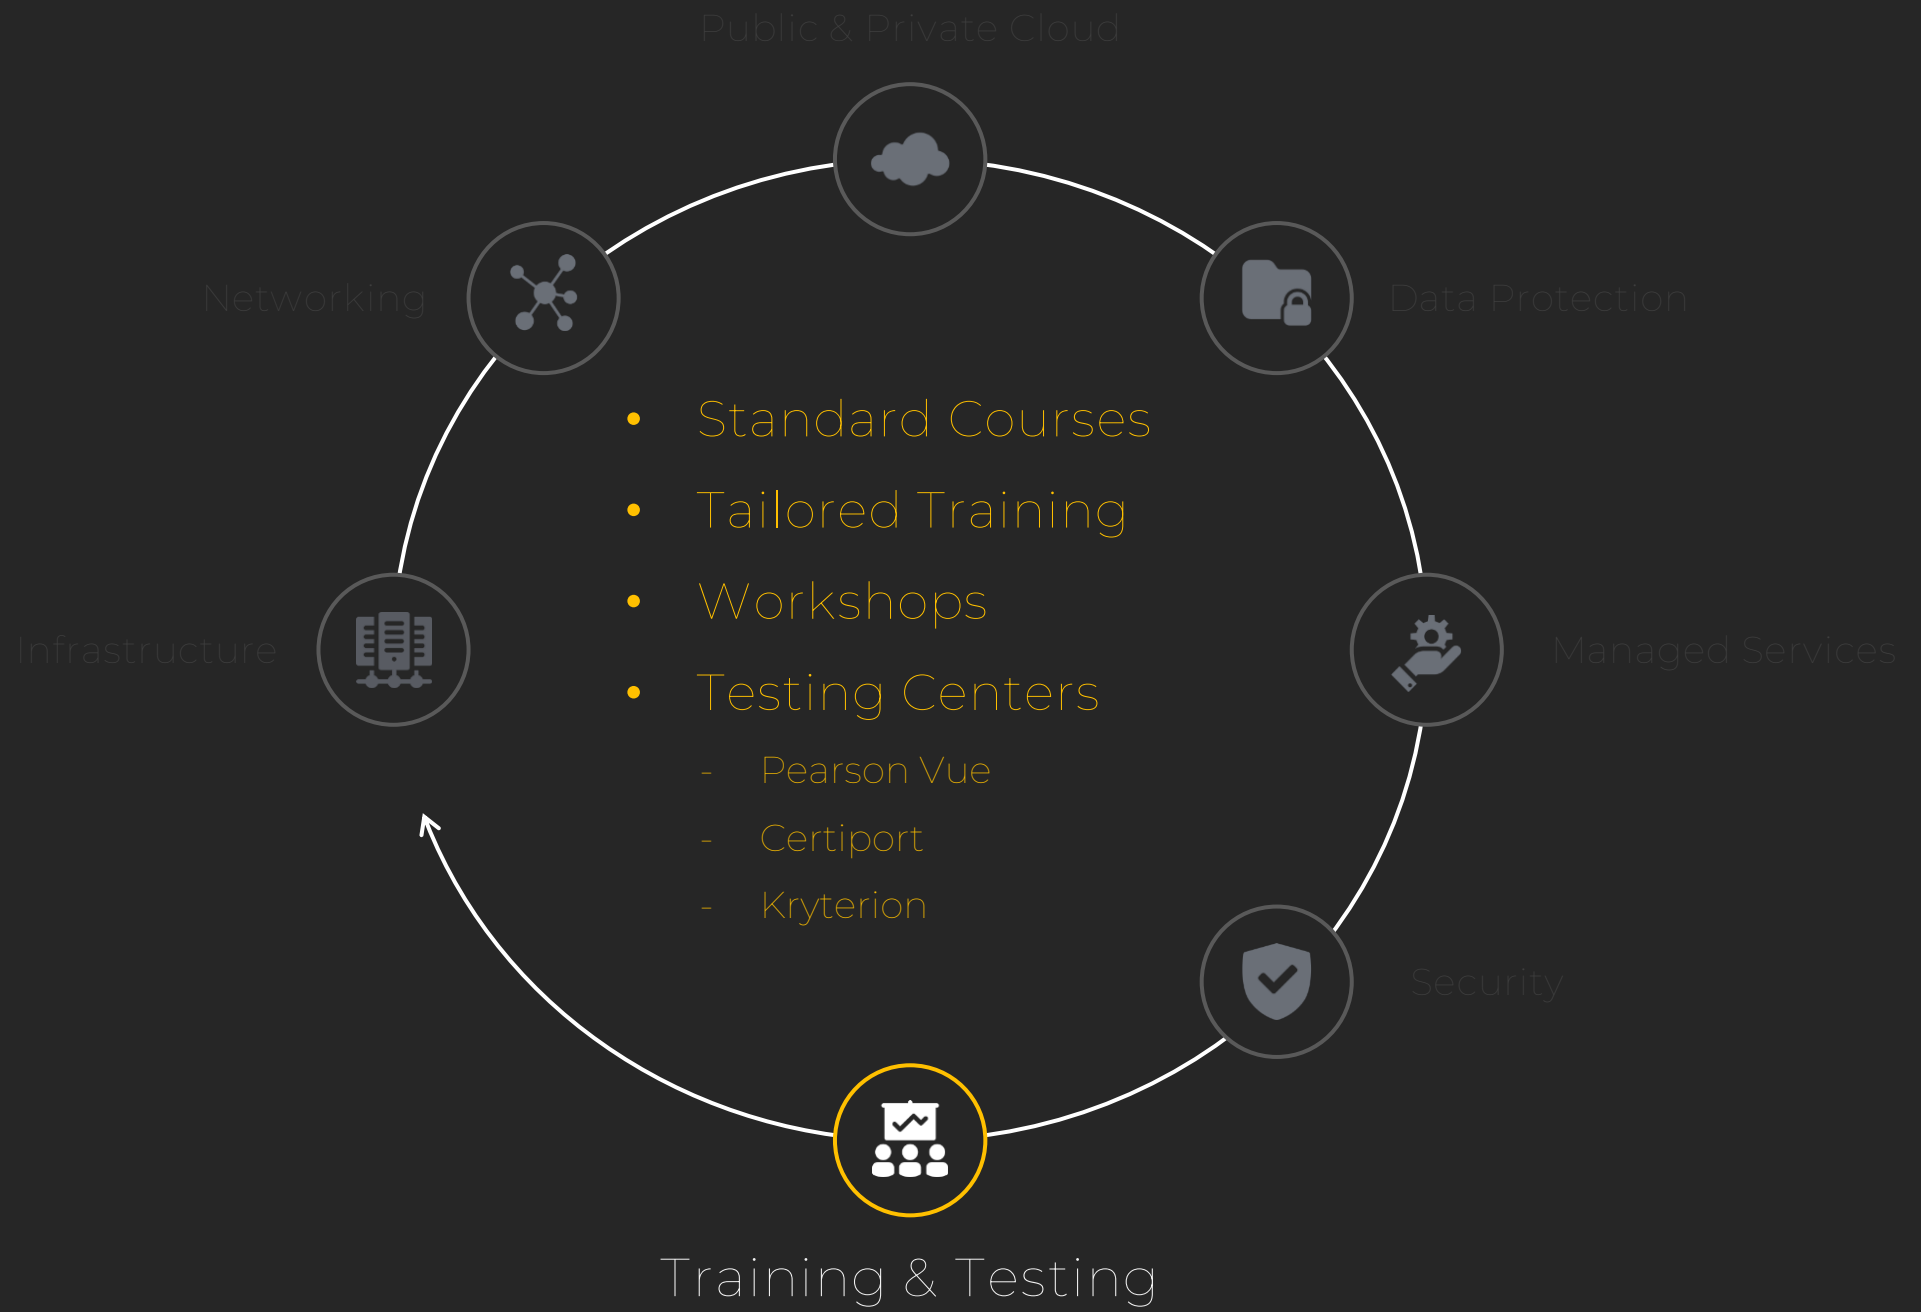 Public & Private Cloud
Networking
Data Protection
• Standard Courses
• Tailored Training
• Workshops
• Testing Centers
- Pearson Vue
- Certiport
- Kryterion
Infrastructure
Managed Services
Security
Training & Testing